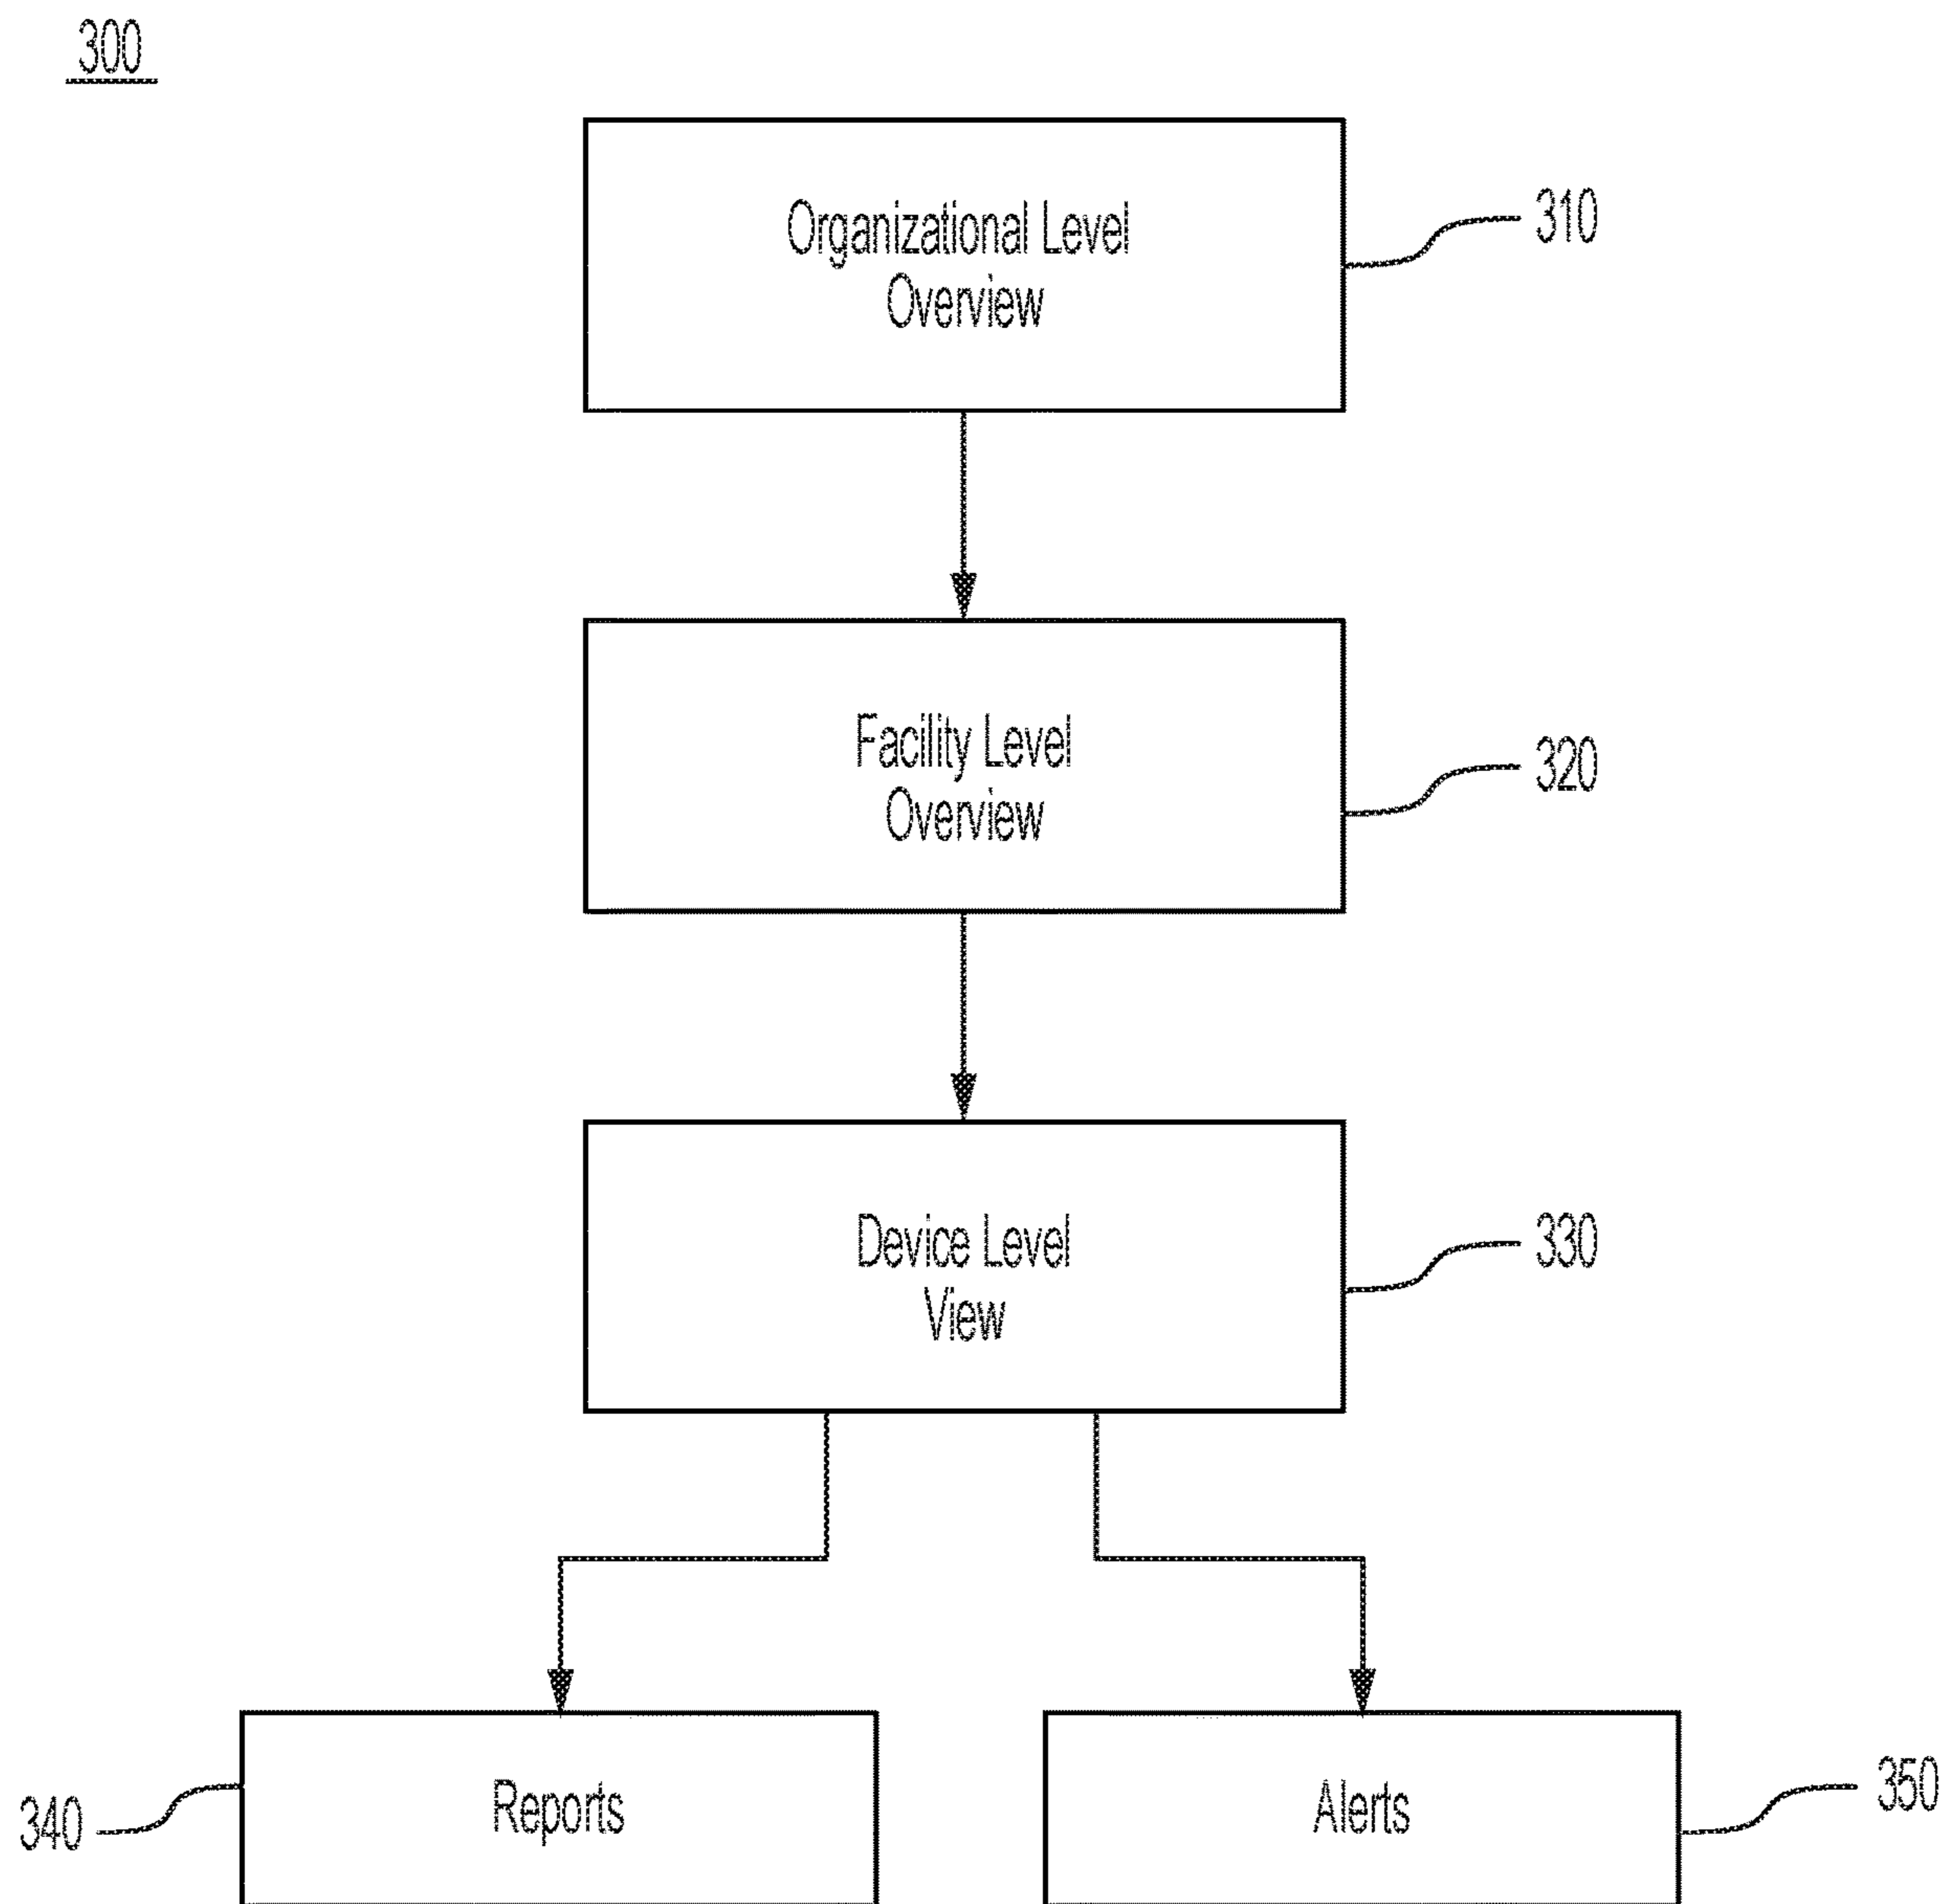 300
Organizational Level
Overview
310
Facility Level
Overview
320
Device Level
View
330
340
Reports
Alerts
350